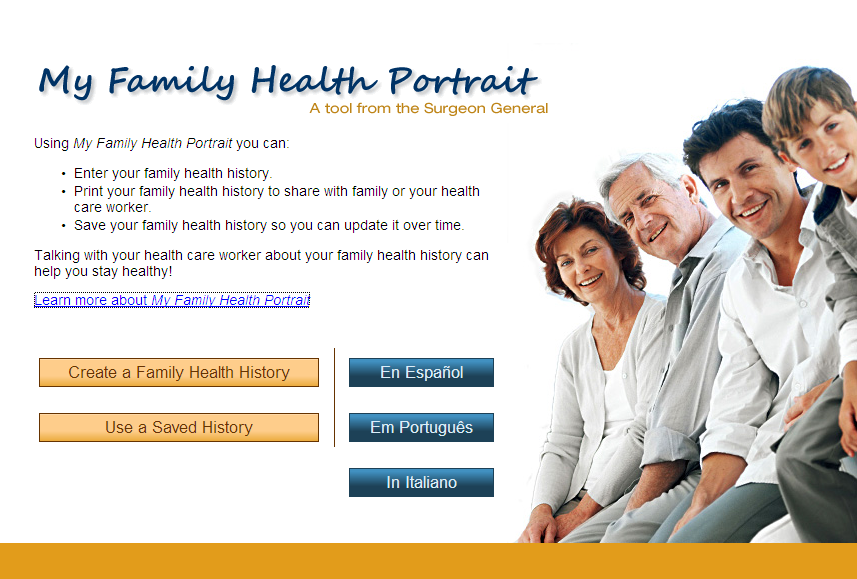 My Family Health Portrait
A tool from the Surgeon General
Using My Family Health Portrait you can:
• Enter your family health history.
• Print your family health history to share with family or your health
care worker.
• Save your family health history so you can update it over time.
Talking with your health care worker about your family health history can
help you stay healthy!
Learn more about My Family Health Portrait
Create a Family Health History
Use a Saved History
En Español
Em Português
In Italiano